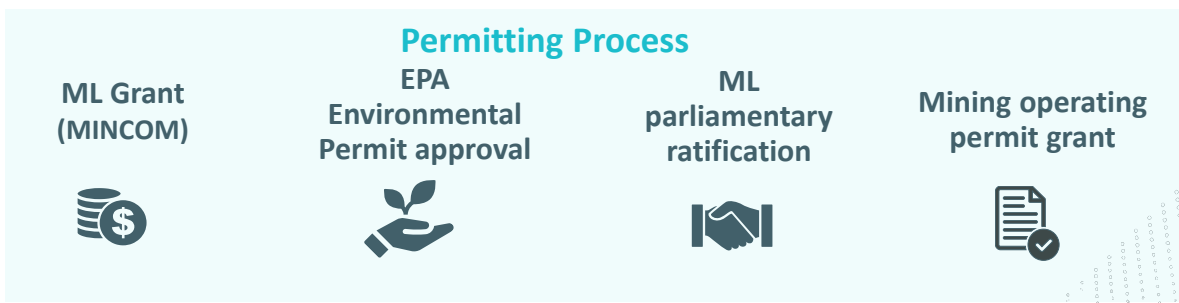 Permitting Process
ML Grant
(MINCOM)
EPA
Environmental
Permit approval
ML
parliamentary
ratification
Mining operating
permit grant
$